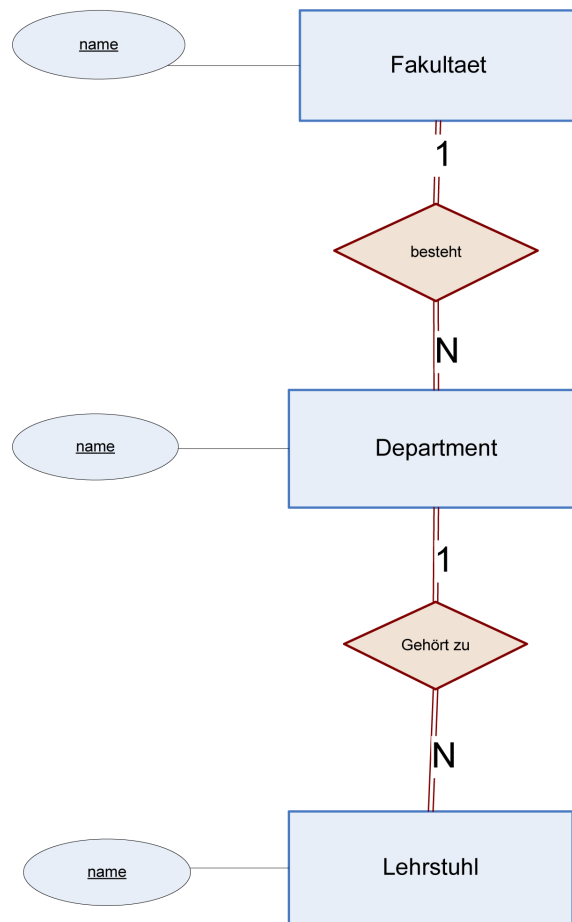 name
Fakultaet
1
besteht
N
name
Department
1
Gehört zu
N
name
Lehrstuhl